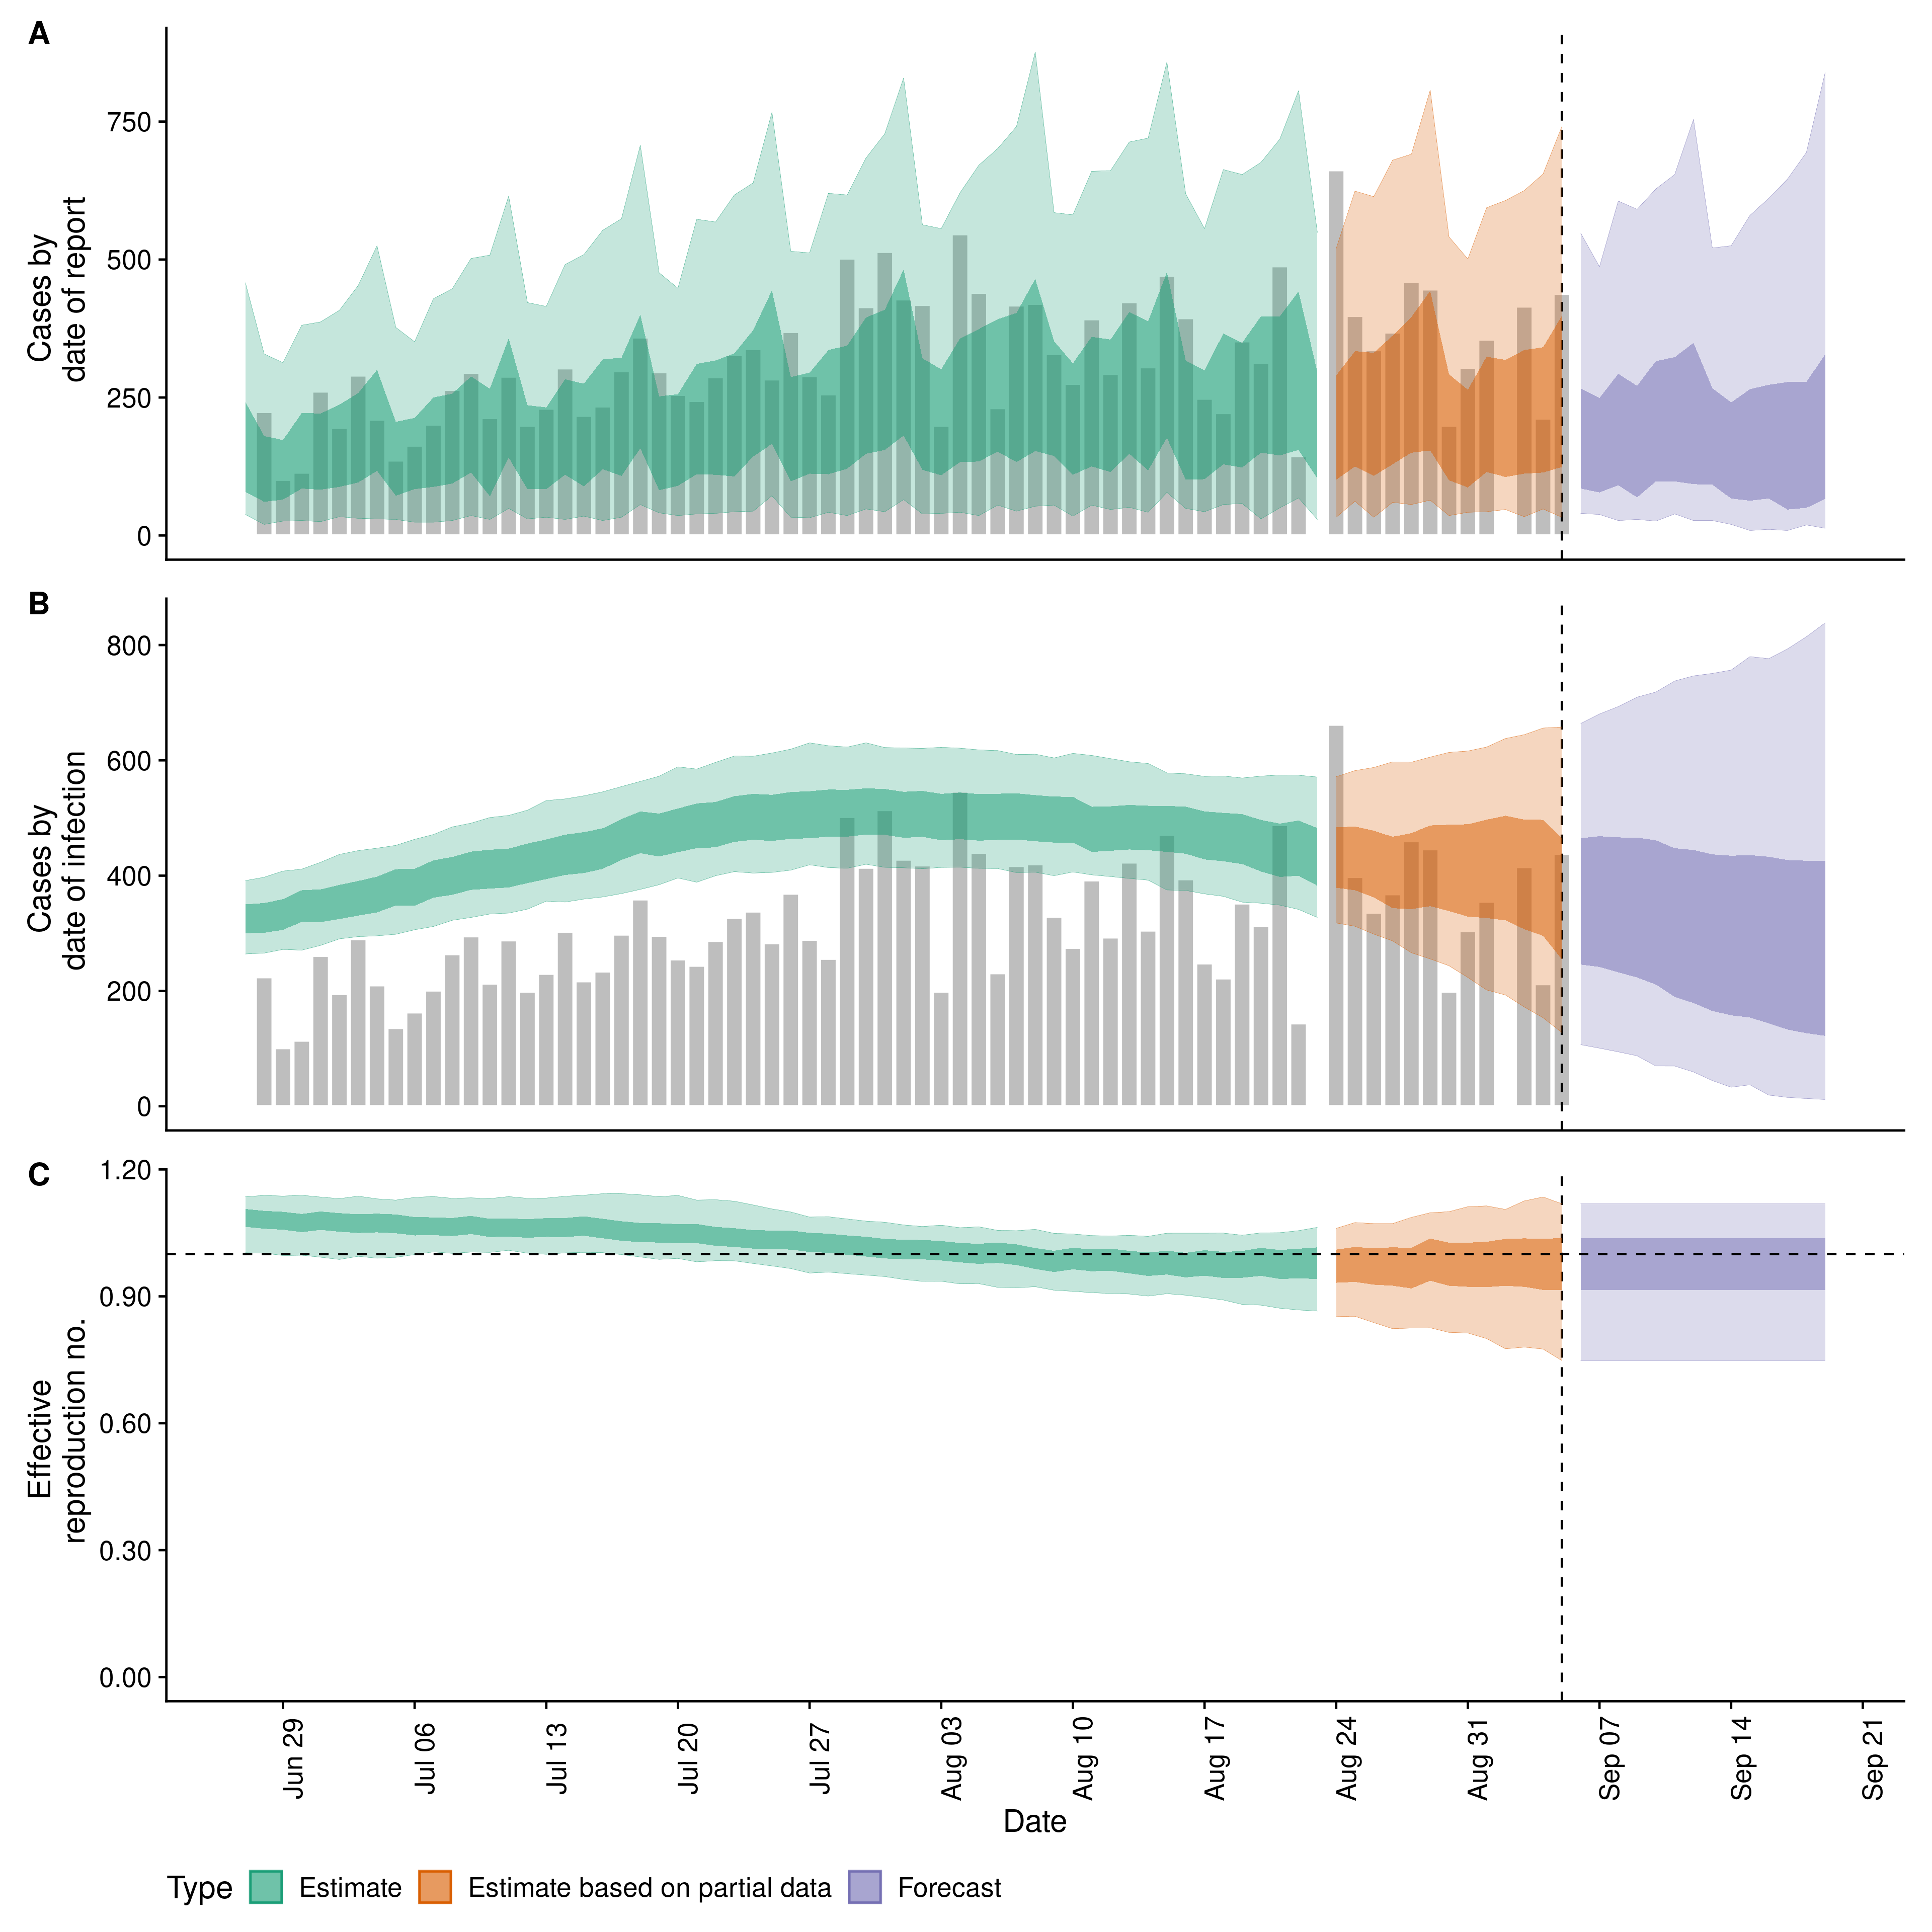 A
Cases by
date of report
750
500
250
0
B
Cases by
date of infection
800
600
400
200
0
C
Effective
reproduction no.
1.20
0.90
0.60
0.30
0.00
Jun 29
Jul 06
Jul 13
Jul 20
Jul 27
Aug 03
Aug 10
Aug 17
Aug 24
Aug 31
Sep 07
Sep 14
Sep 21
Date
Type Estimate Estimate based on partial data Forecast